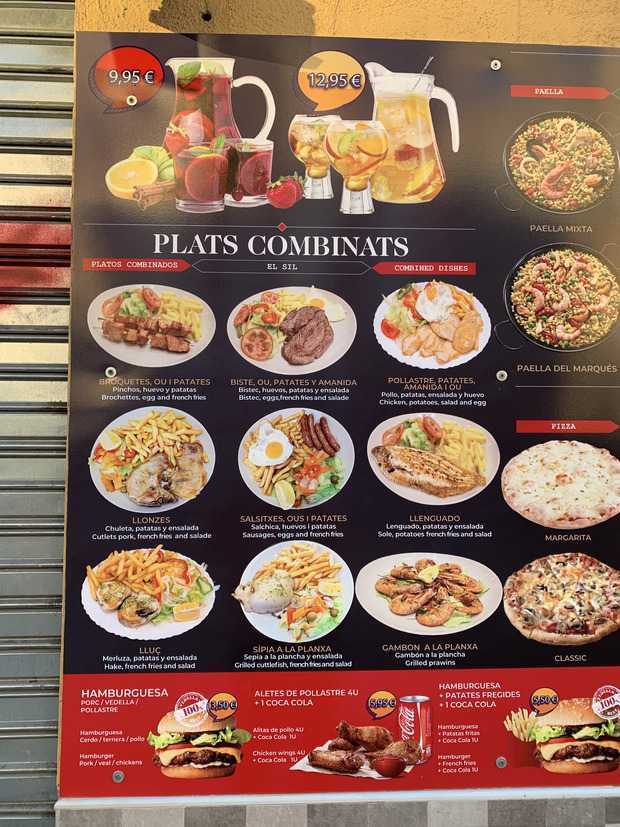 9,95 €
12,95 €
PAELLA
PAELLA MIXTA
PLATS COMBINATS
PLATOS COMBINADOS
EL SIL
COMBINED DISHES
PAELLA DEL MARQUÉS
BROQUETES, OU I PATATES
Pinchos, huevo y patatas
Brochettes, egg and french fries
BISTE, OU, PATATES Y AMANIDA
Bistec, huevos, patatas y ensalada
Bistec, eggs,french fries and salade
POLLASTRE, PATATES,
AMANIDA I OU
Pollo, patatas, ensalada y huevo
Chicken, potatoes, salad and egg
PIZZA
MARGARITA
LLONZES
Chuleta, patatas y ensalada
Cutlets pork, french fries and salade
SALSITXES, OUS I PATATES
Salchica, huevos i patatas
Sausages, eggs and french fries
LLENGUADO
Lenguado, patatas y ensalada
Sole, potatoes french fries and salad
CLASSIC
LLUÇ
Merluza, patatas y ensalada
Hake, french fries and salad
SÍPIA A LA PLANXA
Sepia a la plancha y ensalada
Grilled cuttlefish, french fries and salad
GAMBON A LA PLANXA
Gambón a la plancha
Grilled prawins
HAMBURGUESA
PORC / VEDELLA /
POLLASTRE
100%
3,50€
Hamburguesa
Cerdo / ternera / pollo
Hamburger
Pork / veal / chickens
ALETES DE POLLASTRE 4U
+ 1 COCA COLA
5,95€
Coca-Cola
Alitas de pollo 4U
+ Coca Cola 1U
Chicken wings 4U
+ Coca Cola 1U
HAMBURGUESA
+ PATATES FREGIDES
+ 1 COCA COLA
5,50€
100%
Hamburguesa
+ Patatas fritas
+ Coca Cola 1U
Hamburger
+ French fries
+ Coca Cola 1U